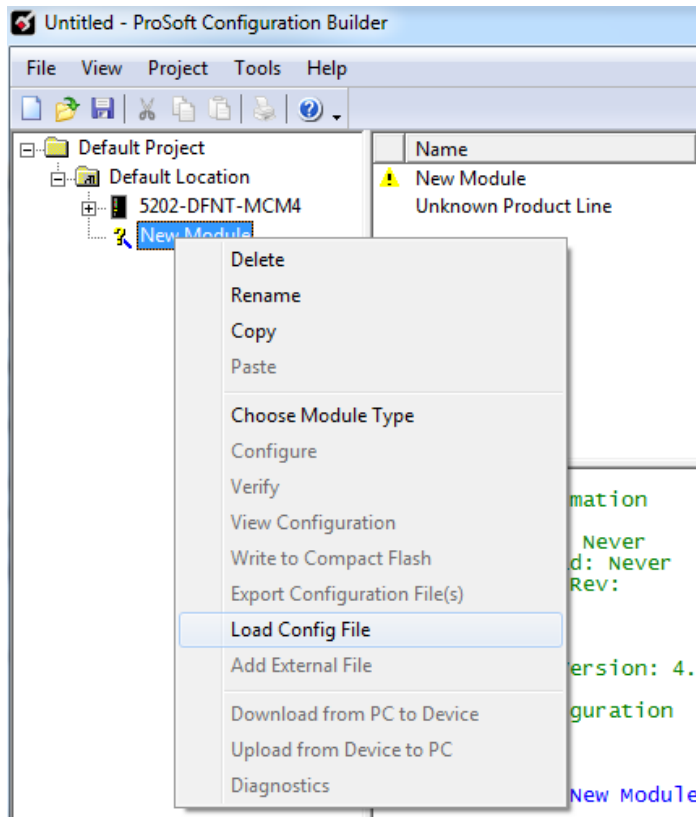 Untitled - ProSoft Configuration Builder
File View Project Tools Help
Default Project
Default Location
5202-DFNT-MCM4
New Module
Name
New Module
Unknown Product Line
Delete
Rename
Copy
Paste
Choose Module Type
Configure
Verify
View Configuration
Write to Compact Flash
Export Configuration File(s)
Load Config File
Add External File
Download from PC to Device
Upload from Device to PC
Diagnostics
mation
Never
d: Never
Rev:
ersion: 4.
guration
New Module